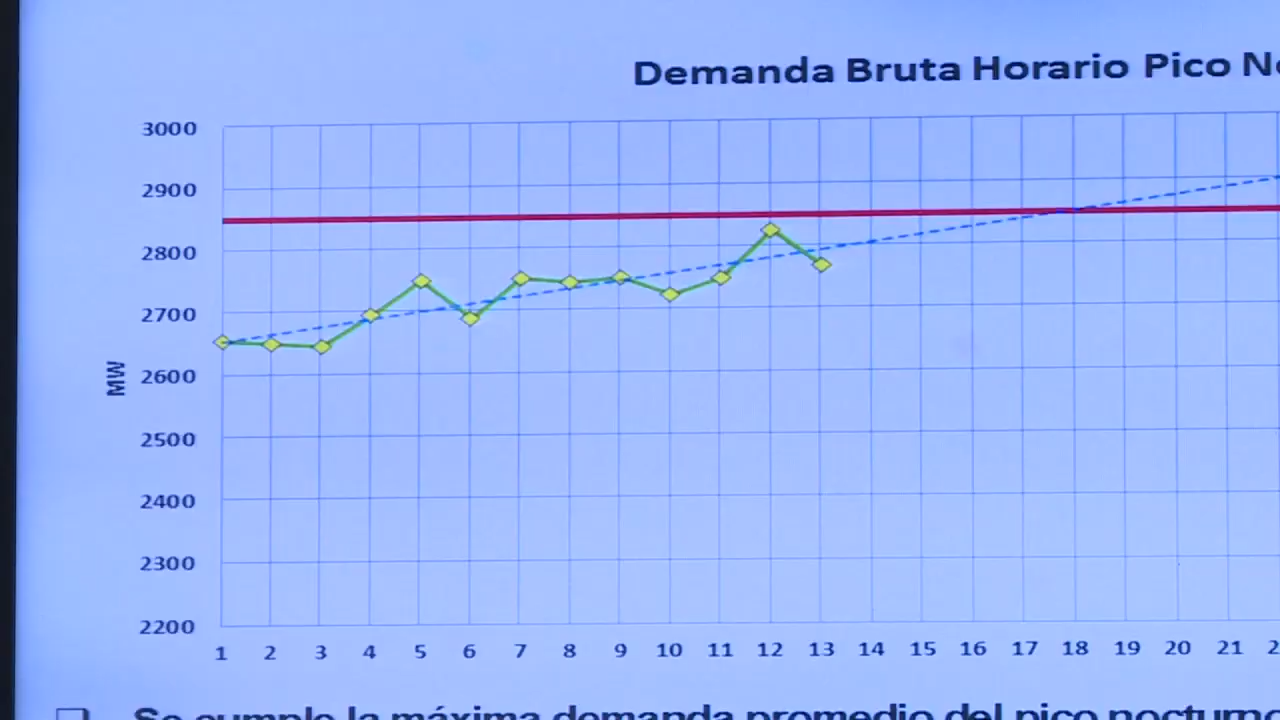 Demanda Bruta Horario Pico
3000
2900
2800
2700
2600
2500
2400
2300
2200
MW
1 2 3 4 5 6 7 8 9 10 11 12 13 14 15 16 17 18 19 20 21
Se cumple la máxima demanda promedio del pico nocturno